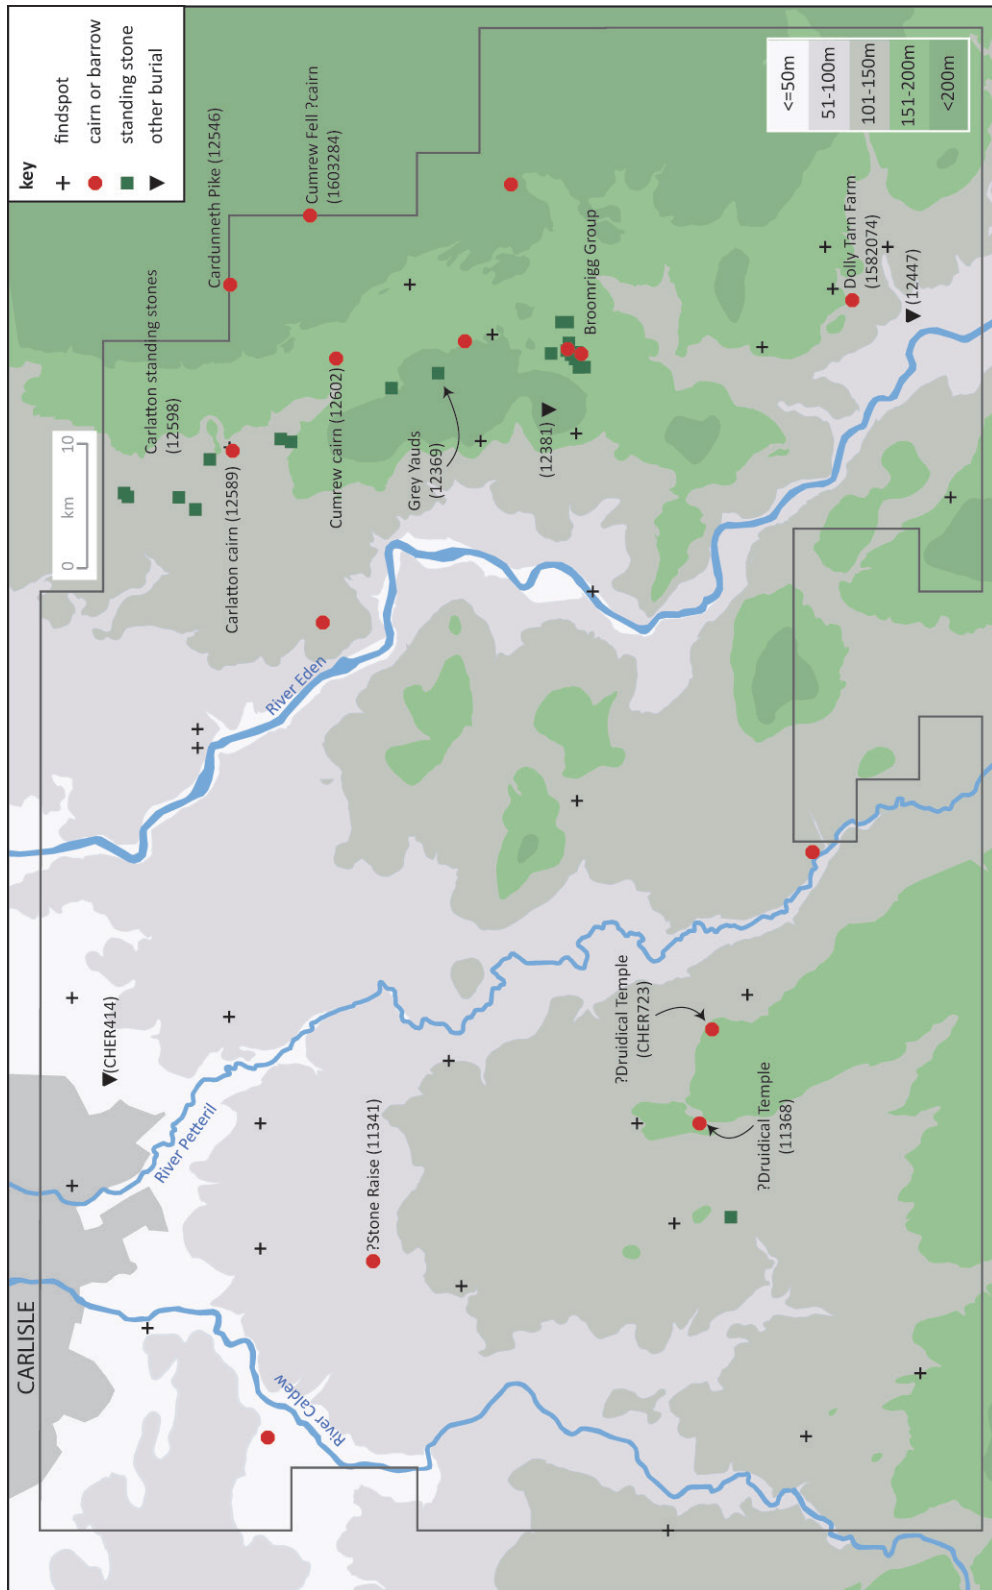 CARLISLE
key
findspot
cairn or barrow
standing stone
other burial
<=50m
51-100m
101-150m
151-200m
<200m
0
km
10
Carlatton standing stones
(12598)
Cardunneth Pike (12546)
Cumrew Fell ?cairn
(1603284)
Carlatton cairn (12589)
Cumrew cairn (12602)
Grey Yauds
(12369)
(12381)
Broomrigg Group
Dolly Tarn Farm
(1582074)
(12447)
River Eden
(CHER414)
River Petteril
?Stone Raise (11341)
River Caldew
?Druidical Temple
(CHER723)
?Druidical Temple
(11368)